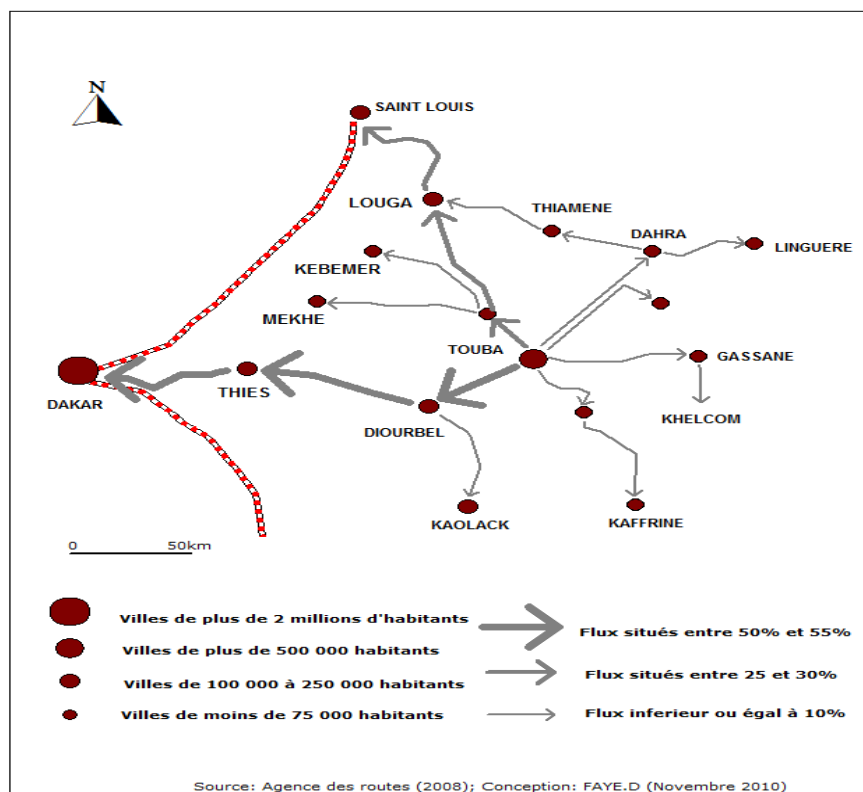 N
SAINT LOUIS
LOUGA
THIAMENE
DAHRA
LINGUERE
KEBEMER
MEKHE
TOUBA
GASSANE
THIES
DAKAR
DIOURBEL
KHELCOM
KAOLACK
KAFFRINE
0 50km
Villes de plus de 2 millions d'habitants
Flux situés entre 50% et 55%
Villes de plus de 500 000 habitants
Flux situés entre 25 et 30%
Villes de 100 000 à 250 000 habitants
Villes de moins de 75 000 habitants
Flux inferieur ou égal à 10%
Source: Agence des routes (2008); Conception: FAYE.D (Novembre 2010)